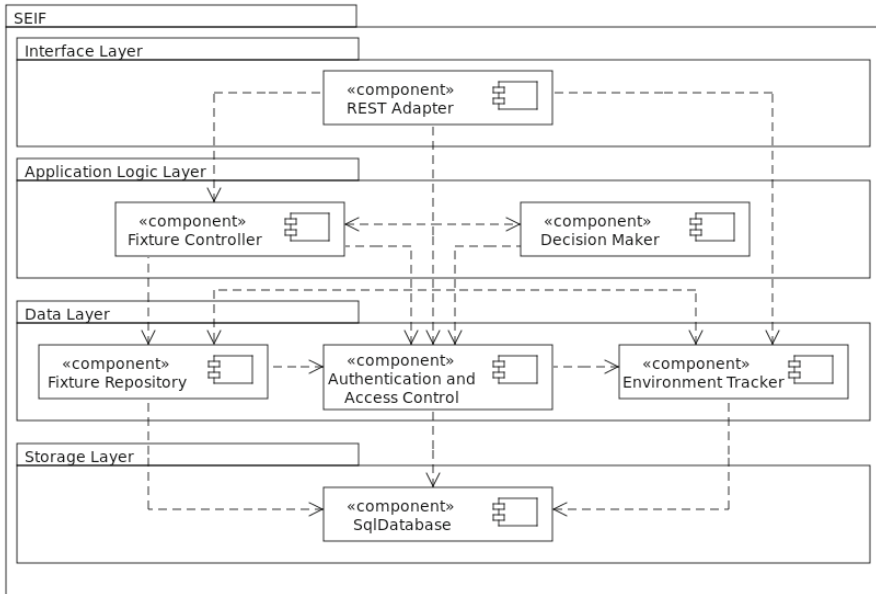 SEIF
Interface Layer
«component»
REST Adapter
Application Logic Layer
«component»
Fixture Controller
«component»
Decision Maker
Data Layer
«component»
Fixture Repository
«component»
Authentication and
Access Control
«component»
Environment Tracker
Storage Layer
«component»
SqlDatabase